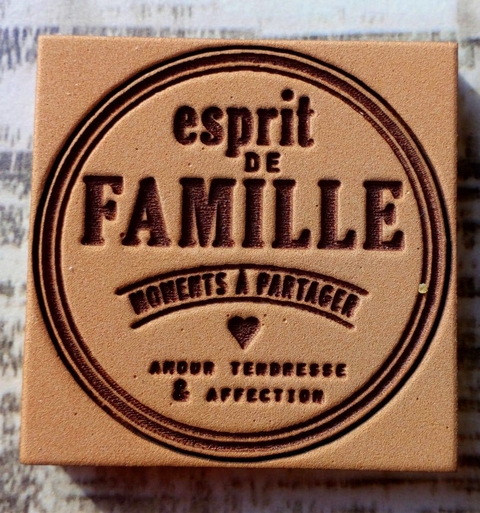 esprit
DE
FAMILLE
MOMENTS À PARTAGER
AMOUR TENDRESSE
& AFFECTION